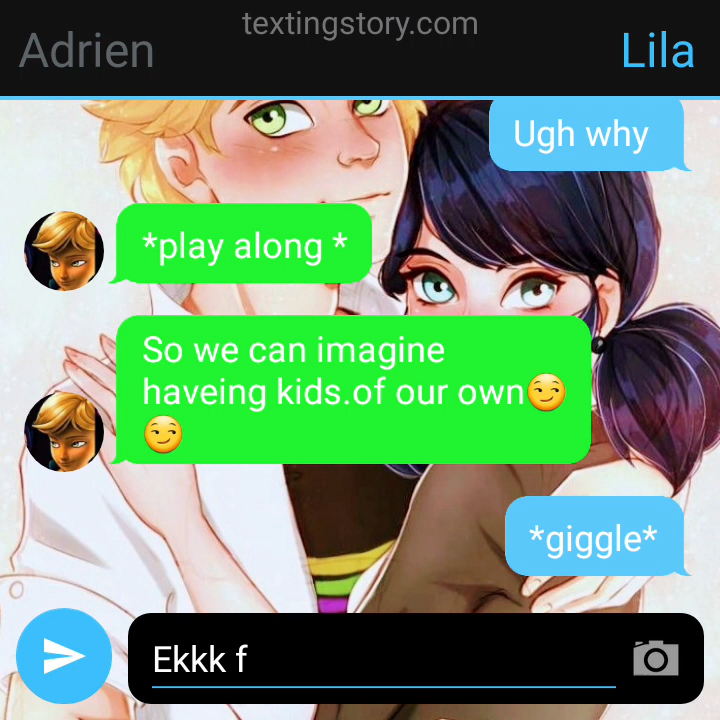 textingstory.com
Adrien
Lila
Ugh why
*play along *
So we can imagine
haveing kids.of our own😏
😏
*giggle*
Ekkk f